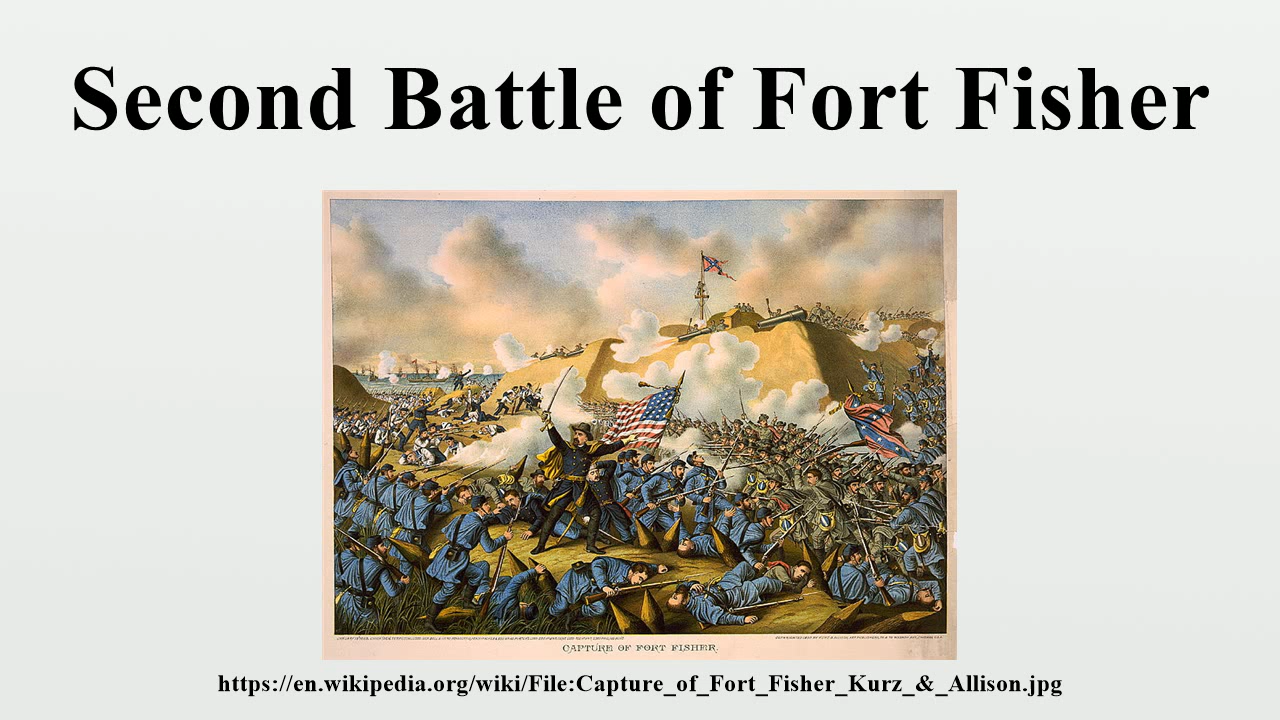 Second Battle of Fort Fisher
CAPTURE OF FORT FISHER.
https://en.wikipedia.org/wiki/File:Capture_of_Fort_Fisher_Kurz_&_Allison.jpg